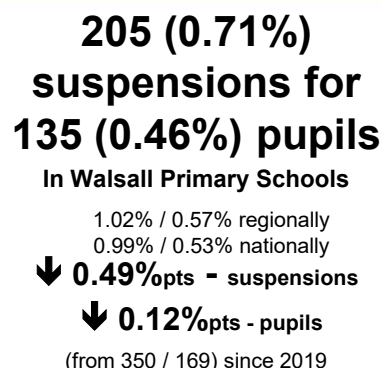 205 (0.71%)
suspensions for
135 (0.46%) pupils
In Walsall Primary Schools
1.02% / 0.57% regionally
0.99% / 0.53% nationally
🡻 0.49%pts - suspensions
🡻 0.12%pts - pupils
(from 350 / 169) since 2019